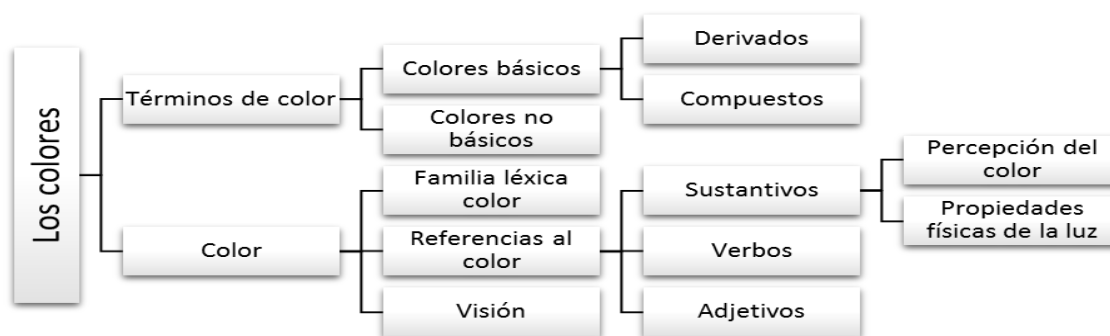 Los colores
Términos de color
Colores básicos
Derivados
Compuestos
Colores no
básicos
Color
Familia léxica
color
Referencias al
color
Sustantivos
Percepción del
color
Propiedades
físicas de la luz
Verbos
Adjetivos
Visión